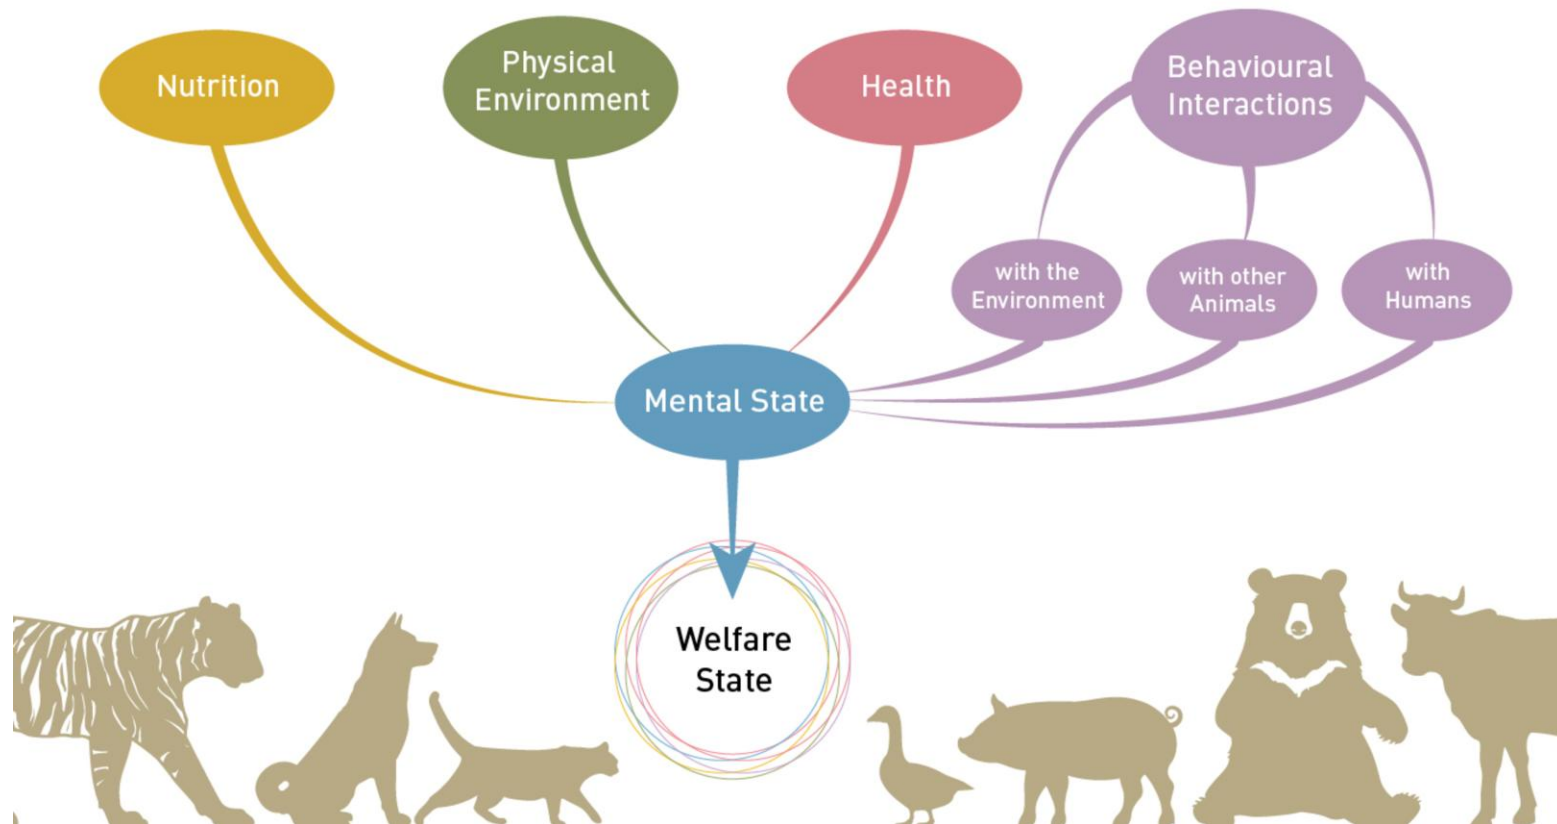 Nutrition
Physical
Environment
Health
Behavioural
Interactions
with the
Environment
with other
Animals
with
Humans
Mental State
Welfare
State